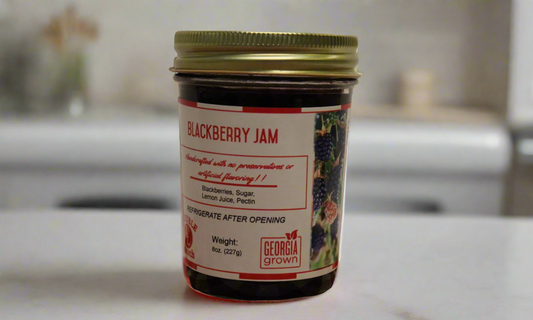 BLACKBERRY JAM
Handcrafted with no preservatives or
artificial flavoring!!
Blackberries, Sugar,
Lemon Juice, Pectin
REFRIGERATE AFTER OPENING
Weight:
8oz. (227g)
GEORGIA
grown